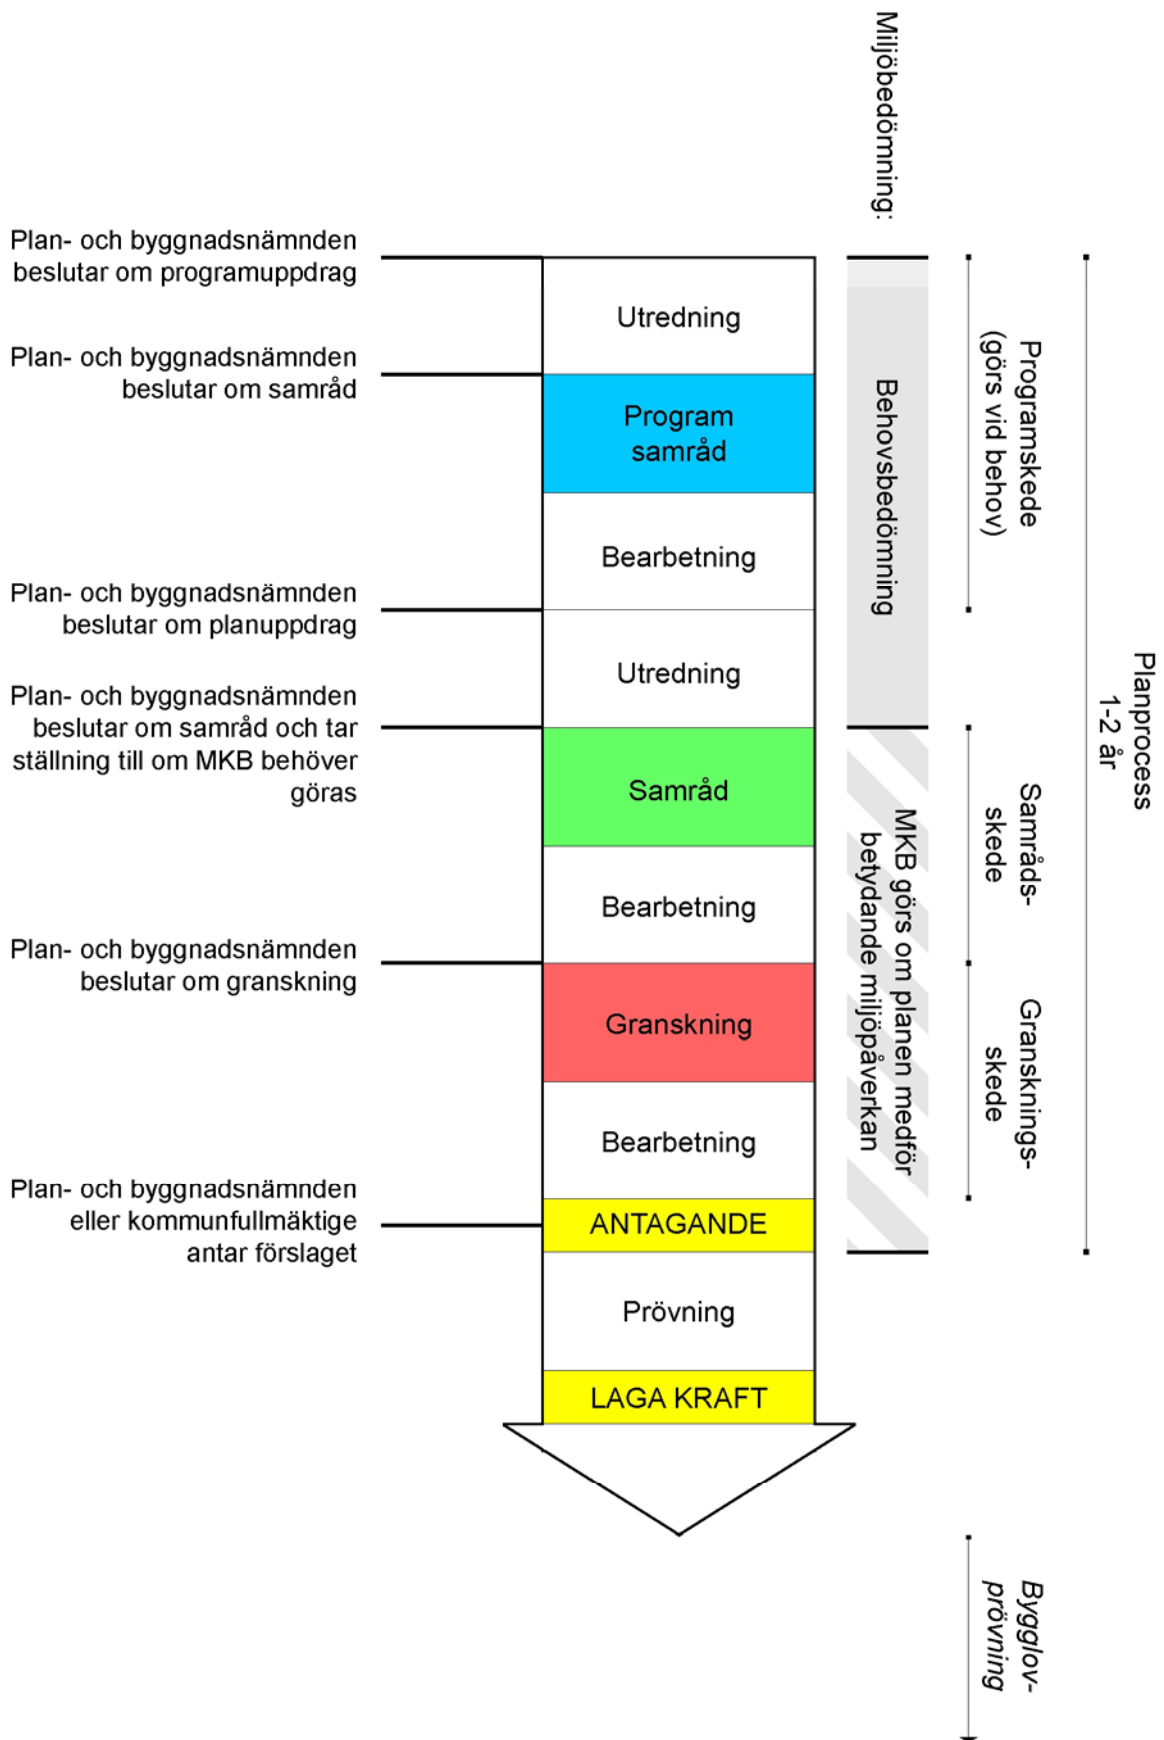 Miljöbedömning:
Plan- och byggnadsnämnden
beslutar om programuppdrag
Plan- och byggnadsnämnden
beslutar om samråd
Plan- och byggnadsnämnden
beslutar om planuppdrag
Plan- och byggnadsnämnden
beslutar om samråd och tar
ställning till om MKB behöver
göras
Plan- och byggnadsnämnden
beslutar om granskning
Plan- och byggnadsnämnden
eller kommunfullmäktige
antar förslaget
Utredning
Program
samråd
Bearbetning
Utredning
Samråd
Bearbetning
Granskning
Bearbetning
ANTAGANDE
Prövning
LAGA KRAFT
Behovsbedömning
MKB görs om planen medför
betydande miljöpåverkan
Programskede
(görs vid behov)
Samråds-
skede
Gransknings-
skede
Planprocess
1-2 år
Bygglov-
prövning